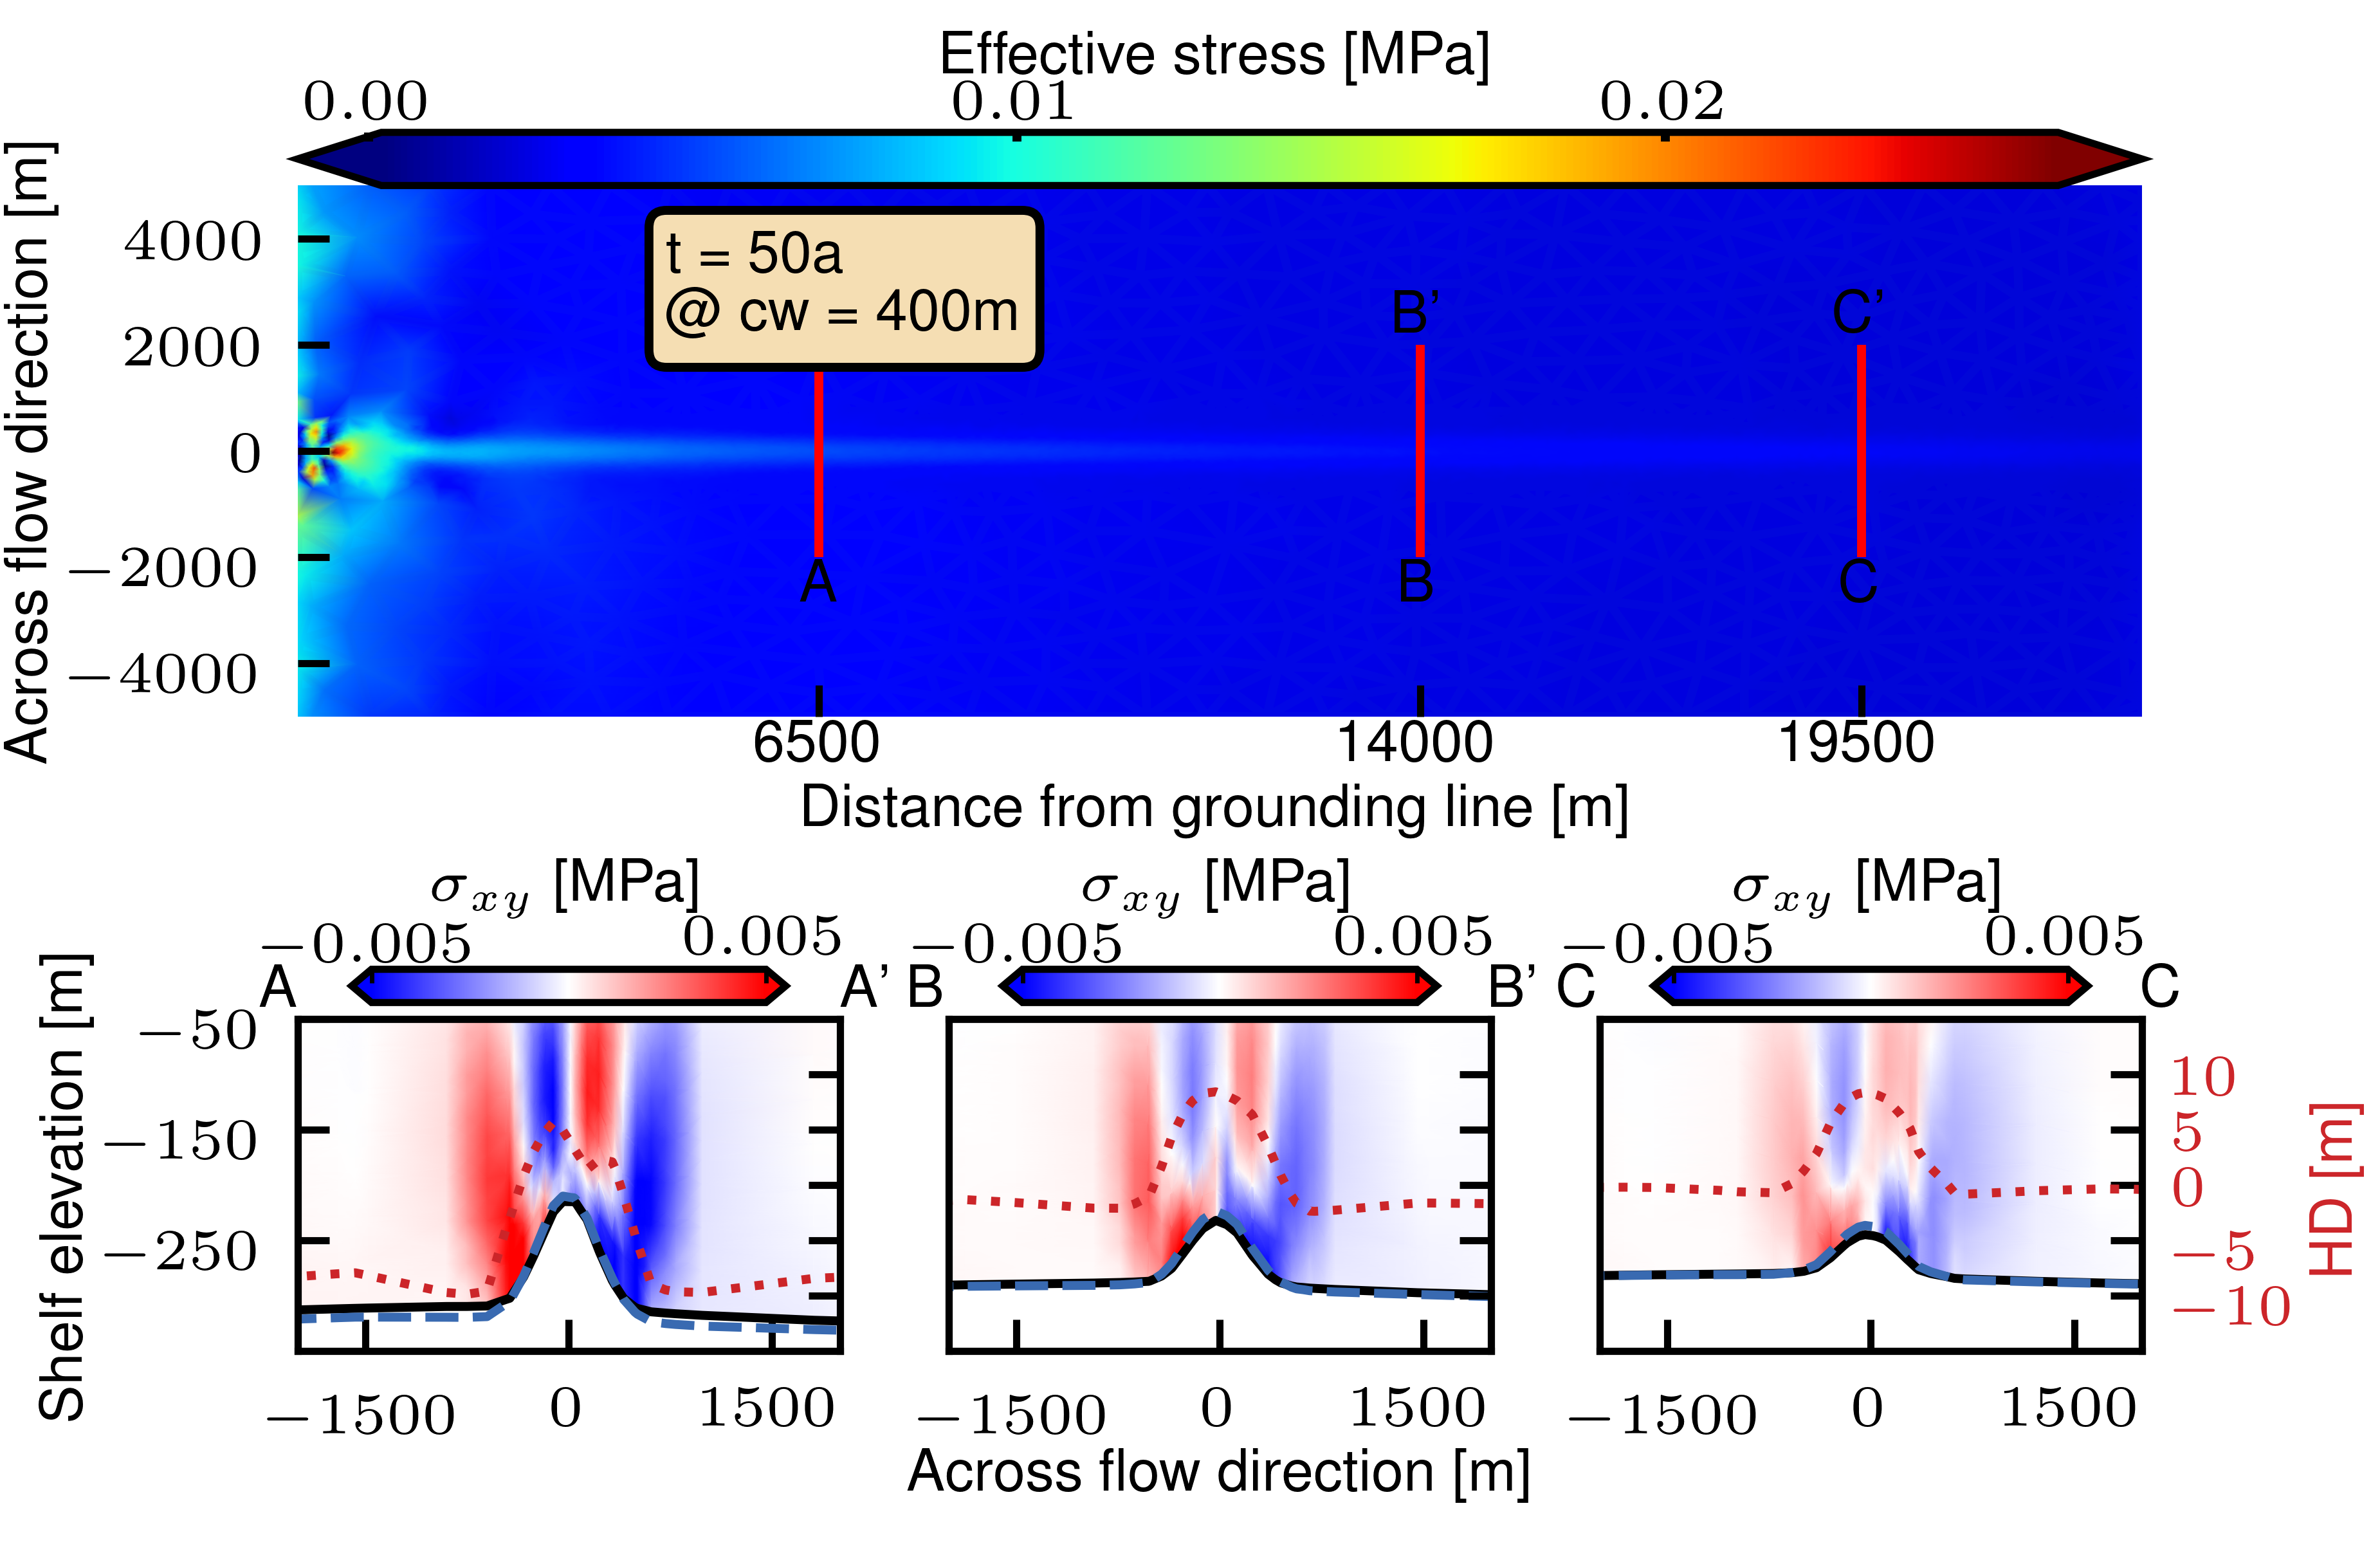 Effective stress [MPa]
0.00 0.01 0.02
Across flow direction [m]
4000
2000
0
−2000
−4000
t = 50a
@ cw = 400m
B' C'
A B C
6500 14000 19500
Distance from grounding line [m]
σxy [MPa] σxy [MPa] σxy [MPa]
−0.005 0.005 −0.005 0.005 −0.005 0.005
A A' B B' C C
Shelf elevation [m]
−50
−150
−250
10
5
0
−5
−10
HD [m]
−1500 0 1500 −1500 0 1500 −1500 0 1500
Across flow direction [m]